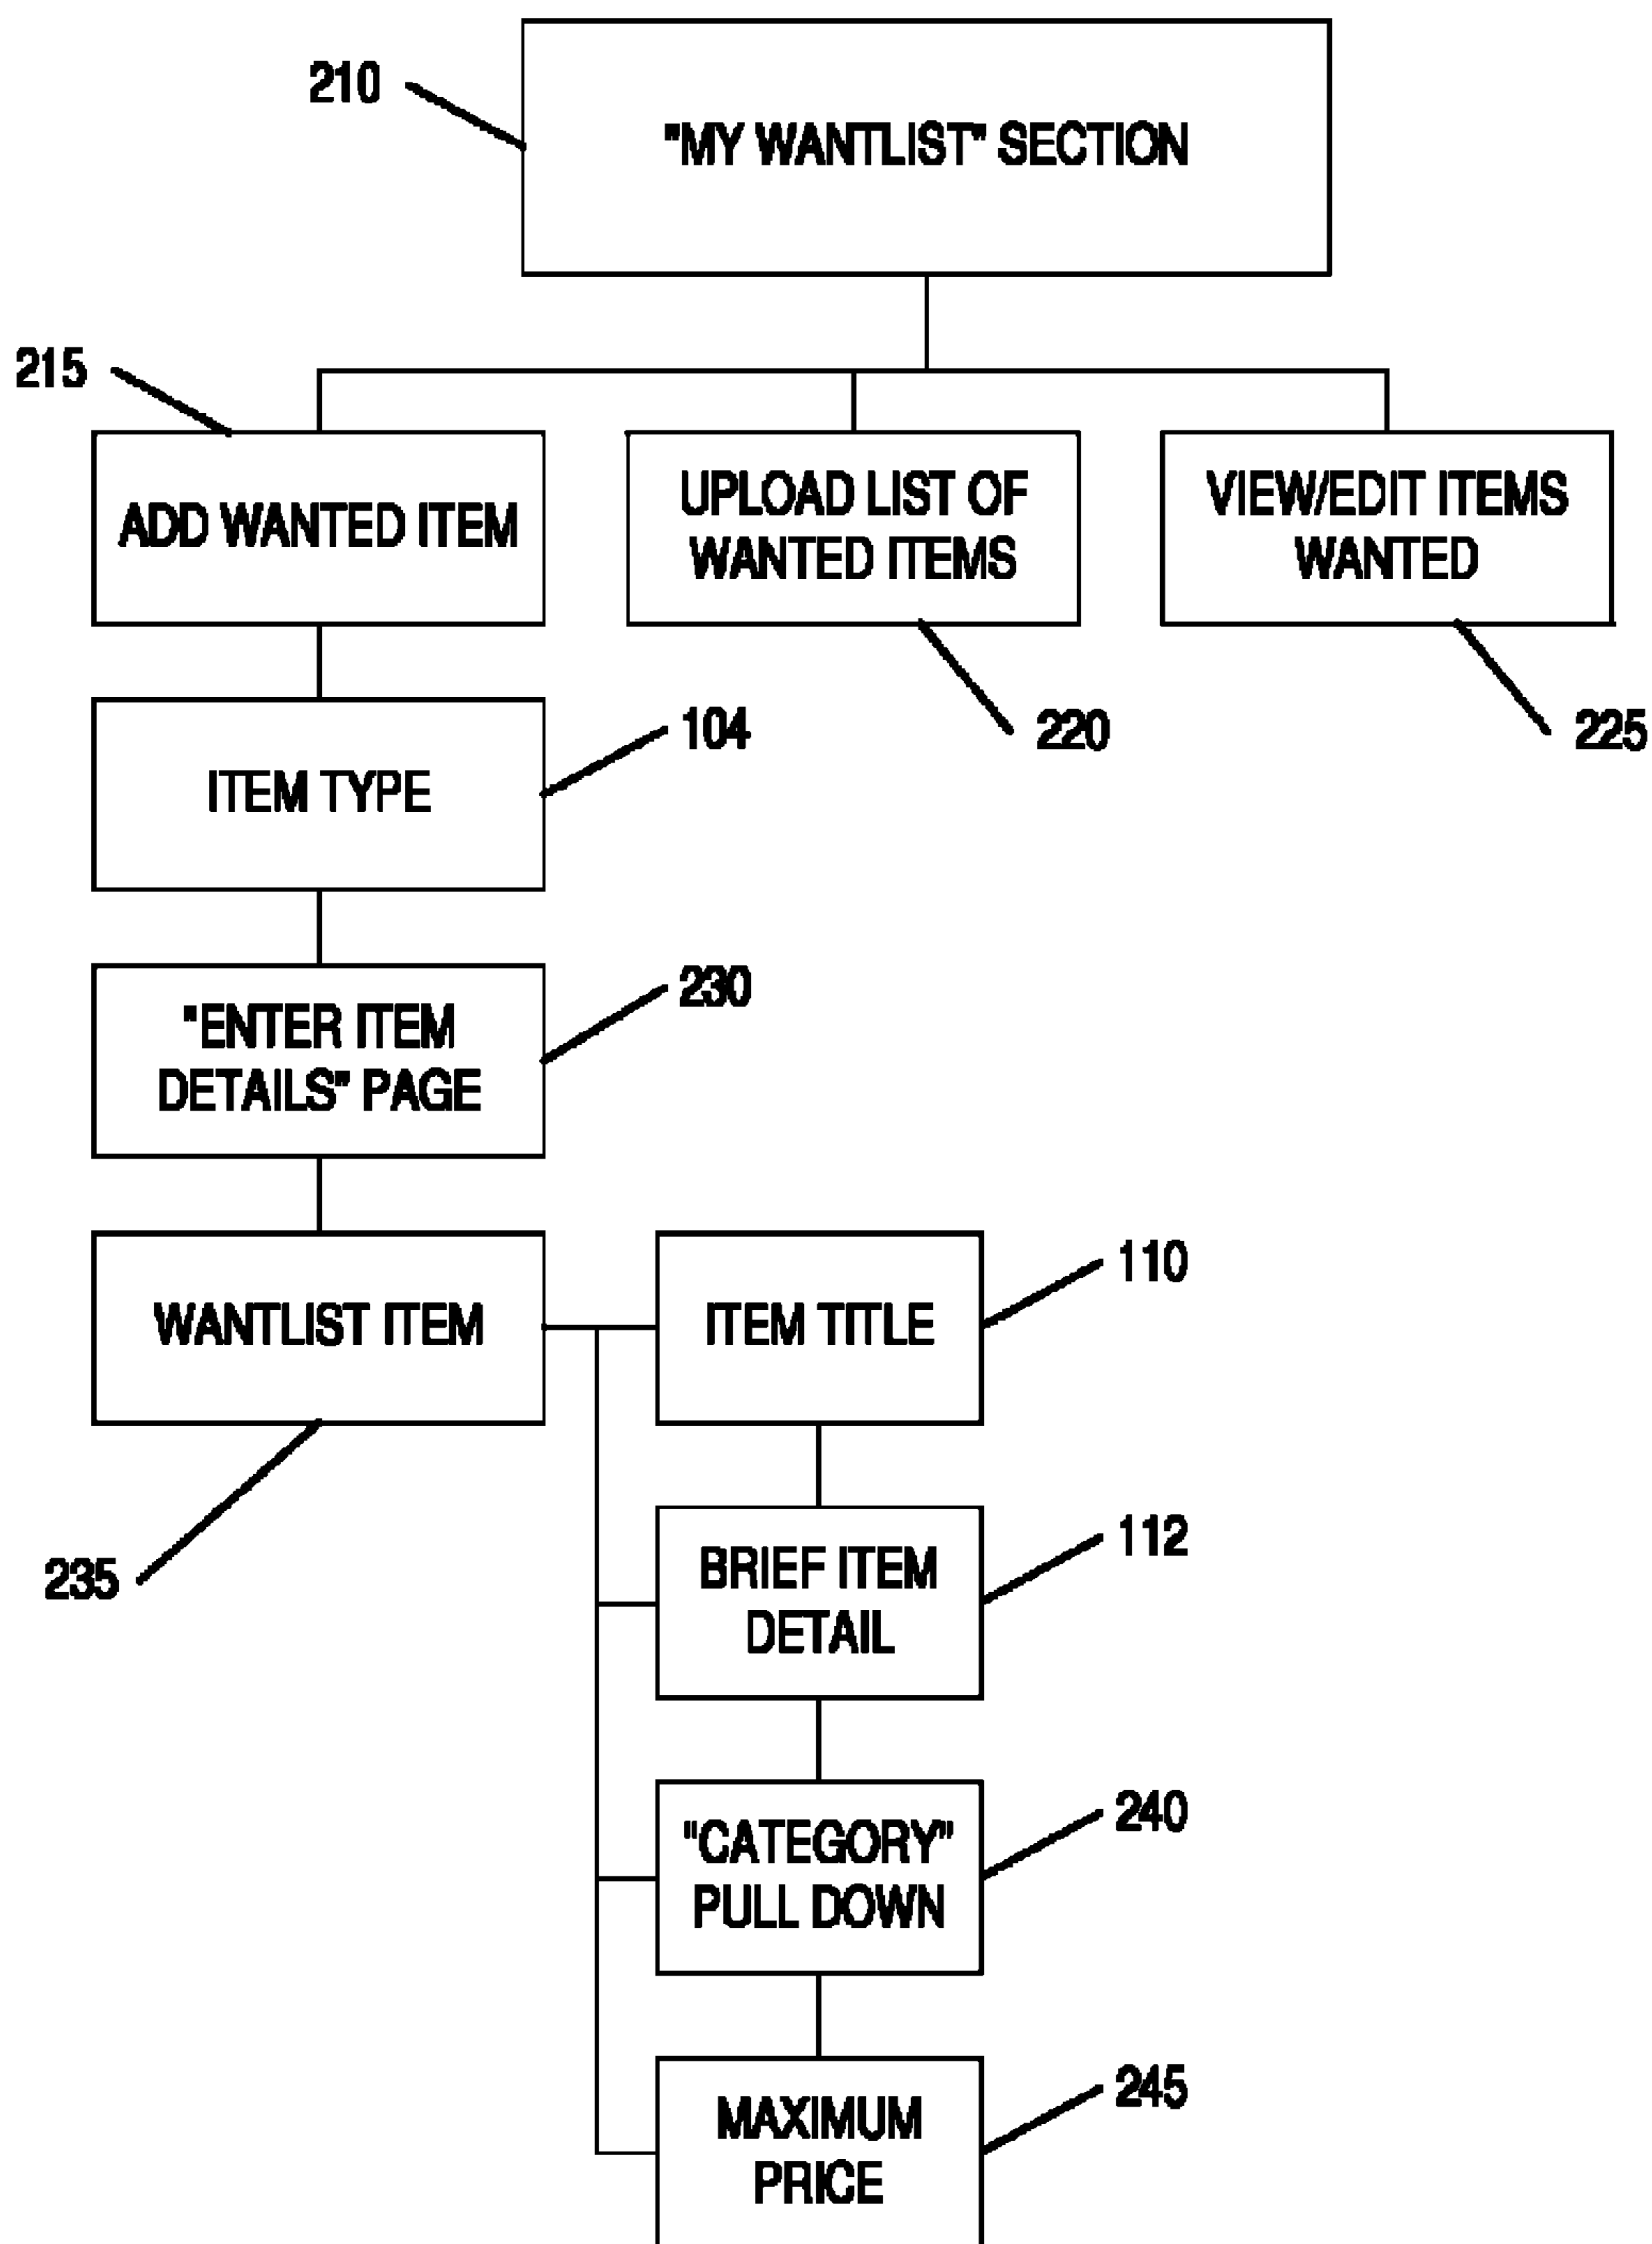 210
"MY WANTLIST" SECTION
215
ADD WANTED ITEM
UPLOAD LIST OF
WANTED ITEMS
VIEW/EDIT ITEMS
WANTED
220
225
104
ITEM TYPE
230
"ENTER ITEM
DETAILS" PAGE
WANTLIST ITEM
ITEM TITLE
110
235
BRIEF ITEM
DETAIL
112
"CATEGORY"
PULL DOWN
240
MAXIMUM
PRICE
245